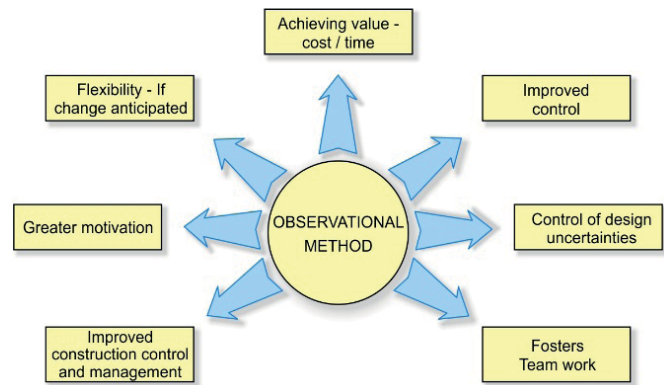 Achieving value -
cost / time
Flexibility - If
change anticipated
Improved
control
Greater motivation
OBSERVATIONAL
METHOD
Control of design
uncertainties
Improved
construction control
and management
Fosters
Team work